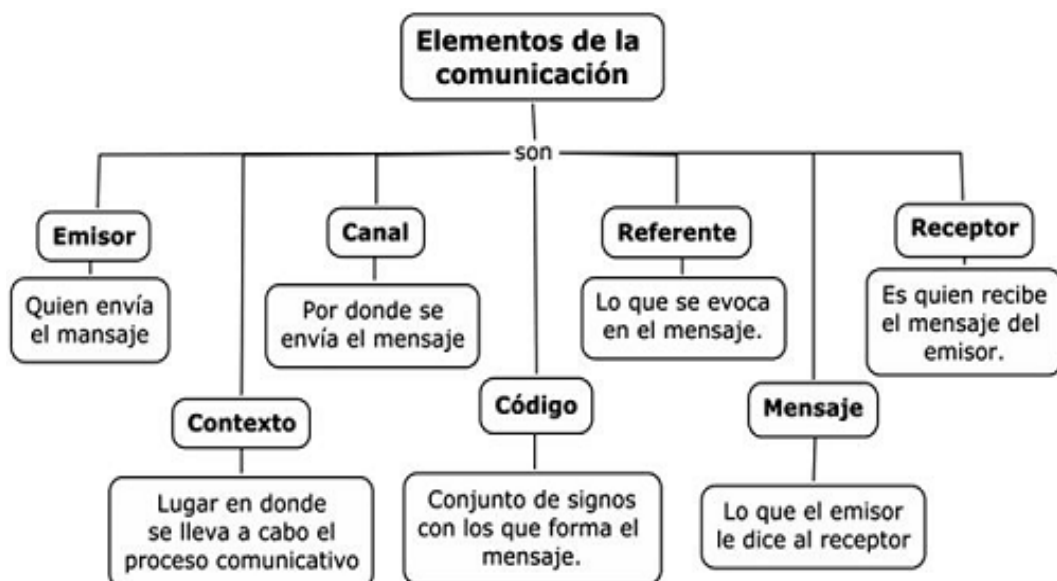 Elementos de la
comunicación
son
Emisor
Quien envía
el mansaje
Contexto
Lugar en donde
se lleva a cabo el
proceso comunicativo
Canal
Por donde se
envía el mensaje
Código
Conjunto de signos
con los que forma el
mensaje.
Referente
Lo que se evoca
en el mensaje.
Mensaje
Lo que el emisor
le dice al receptor
Receptor
Es quien recibe
el mensaje del
emisor.